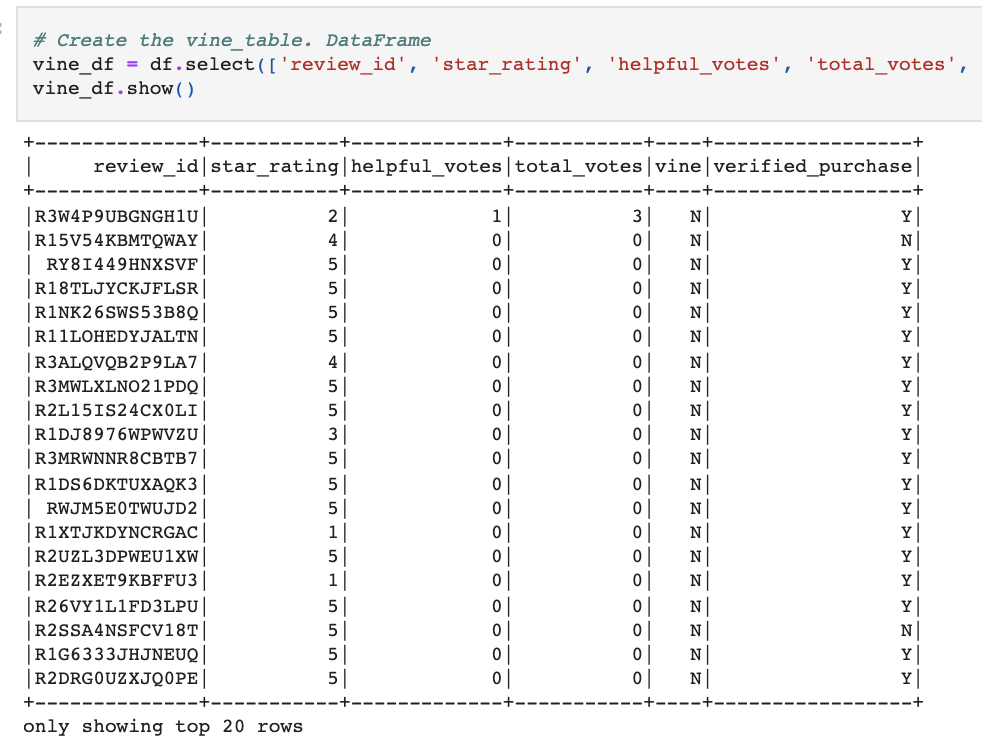 # Create the vine_table. DataFrame
vine_df = df.select(['review_id', 'star_rating', 'helpful_votes', 'total_votes',
vine_df.show()
+--------------+-----------+-------------+-----------+----+-----------------+
|     review_id|star_rating|helpful_votes|total_votes|vine|verified_purchase|
+--------------+-----------+-------------+-----------+----+-----------------+
|R3W4P9UBGNGH1U|          2|            1|          3|   N|                Y|
|R15V54KBMTQWAY|          4|            0|          0|   N|                N|
| RY8I449HNXSVF|          5|            0|          0|   N|                Y|
|R18TLJYCKJFLSR|          5|            0|          0|   N|                Y|
|R1NK26SWS53B8Q|          5|            0|          0|   N|                Y|
|R11LOHEDYJALTN|          5|            0|          0|   N|                Y|
|R3ALQVQB2P9LA7|          4|            0|          0|   N|                Y|
|R3MWLXLNO21PDQ|          5|            0|          0|   N|                Y|
|R2L15IS24CX0LI|          5|            0|          0|   N|                Y|
|R1DJ8976WPWVZU|          3|            0|          0|   N|                Y|
|R3MRWNNR8CBTB7|          5|            0|          0|   N|                Y|
|R1DS6DKTUXAQK3|          5|            0|          0|   N|                Y|
| RWJM5E0TWUJD2|          5|            0|          0|   N|                Y|
|R1XTJKDYNCRGAC|          1|            0|          0|   N|                Y|
|R2UZL3DPWEU1XW|          5|            0|          0|   N|                Y|
|R2EZXET9KBFFU3|          1|            0|          0|   N|                Y|
|R26VY1L1FD3LPU|          5|            0|          0|   N|                Y|
|R2SSA4NSFCV18T|          5|            0|          0|   N|                N|
|R1G6333JHJNEUQ|          5|            0|          0|   N|                Y|
|R2DRG0UZXJQ0PE|          5|            0|          0|   N|                Y|
+--------------+-----------+-------------+-----------+----+-----------------+
only showing top 20 rows